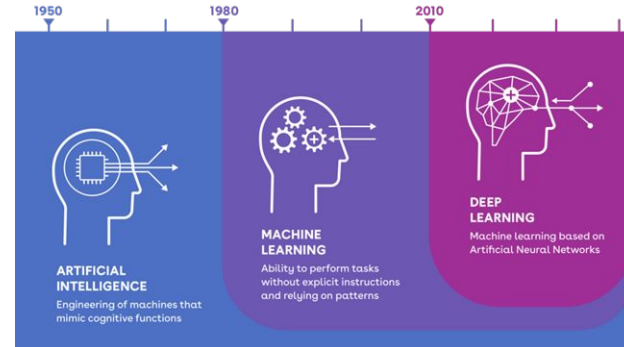 1950
1980
2010
ARTIFICIAL
INTELLIGENCE
Engineering of machines that
mimic cognitive functions
MACHINE
LEARNING
Ability to perform tasks
without explicit instructions
and relying on patterns
DEEP
LEARNING
Machine learning based on
Artificial Neural Networks